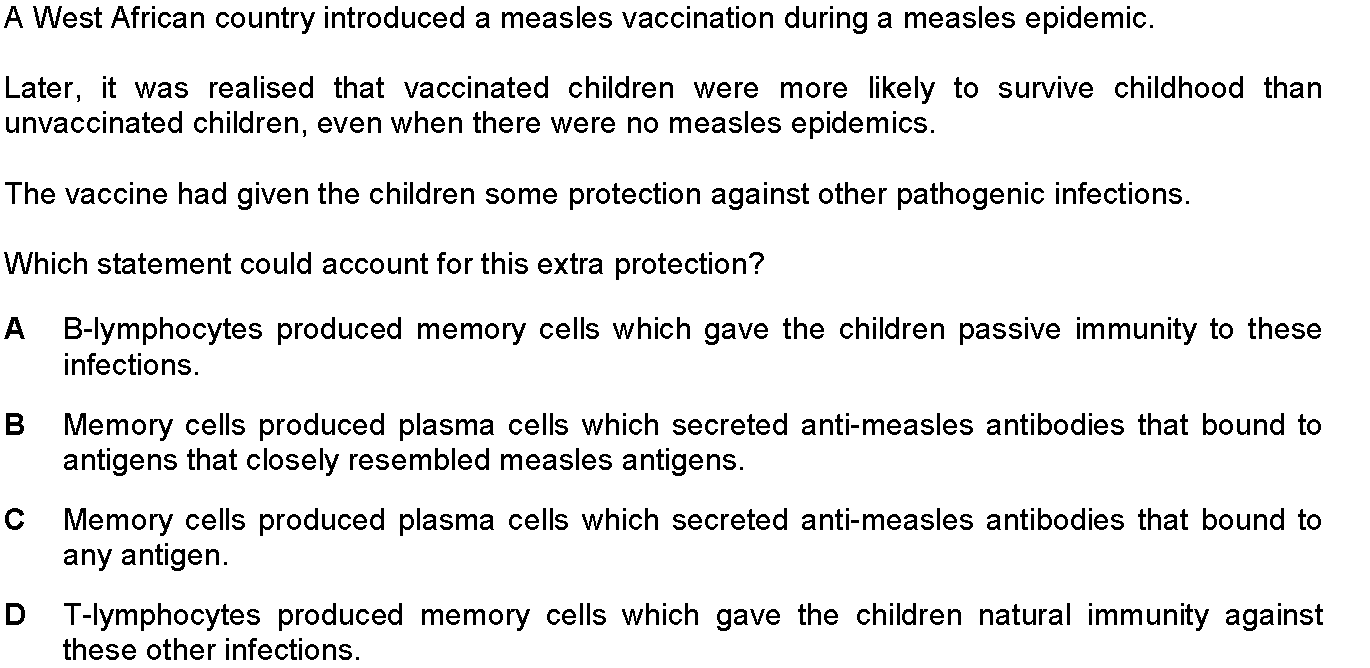 A West African country introduced a measles vaccination during a measles epidemic.
Later, it was realised that vaccinated children were more likely to survive childhood than
unvaccinated children, even when there were no measles epidemics.
The vaccine had given the children some protection against other pathogenic infections.
Which statement could account for this extra protection?
A B-lymphocytes produced memory cells which gave the children passive immunity to these
infections.
B Memory cells produced plasma cells which secreted anti-measles antibodies that bound to
antigens that closely resembled measles antigens.
C Memory cells produced plasma cells which secreted anti-measles antibodies that bound to
any antigen.
D T-lymphocytes produced memory cells which gave the children natural immunity against
these other infections.